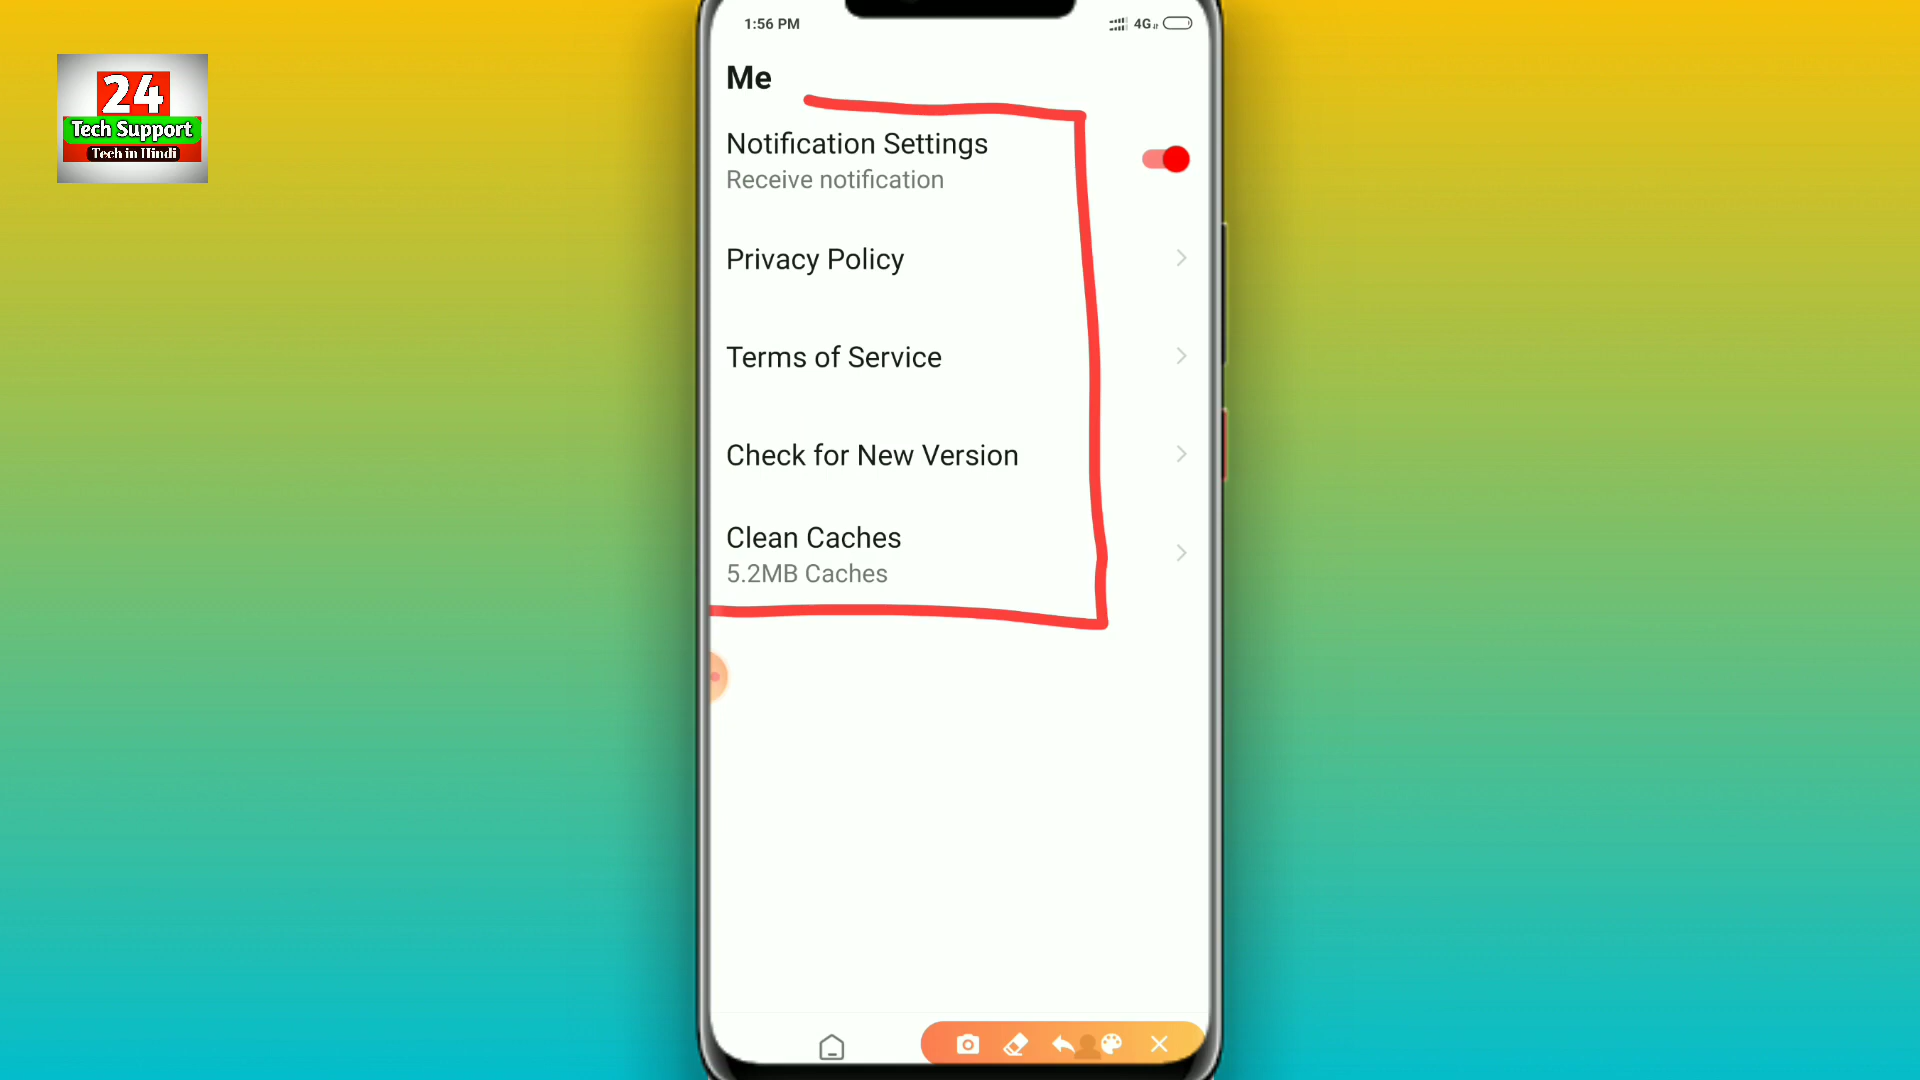 24
Tech Support
Tech in Hindi
1:56 PM
4G
Me
Notification Settings
Receive notification
Privacy Policy
Terms of Service
Check for New Version
Clean Caches
5.2MB Caches